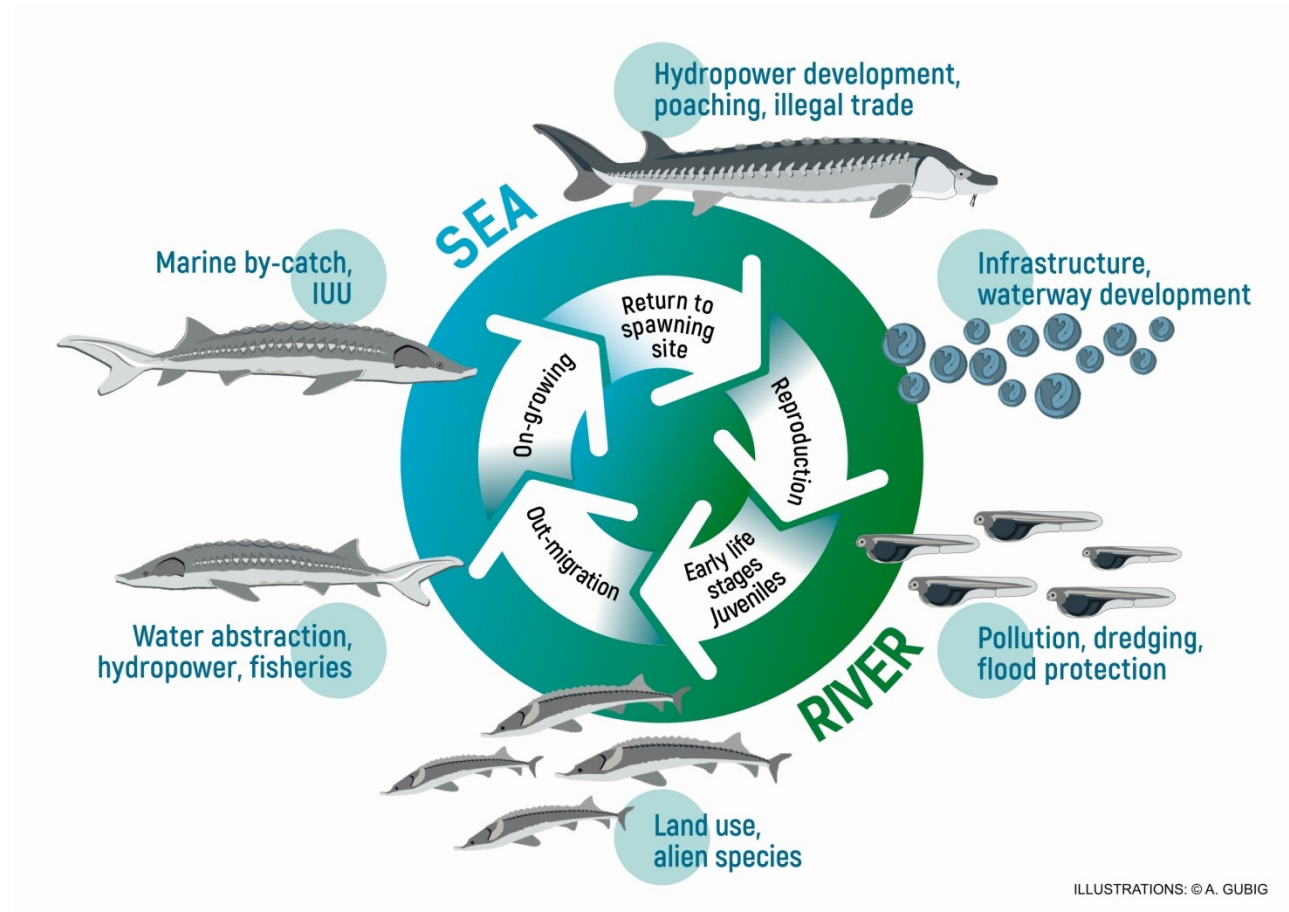 Hydropower development,
poaching, illegal trade
SEA
Marine by-catch,
IUU
Infrastructure,
waterway development
Return to
spawning
site
On-growing
Reproduction
Out-migration
Early life
stages
Juveniles
Water abstraction,
hydropower, fisheries
Pollution, dredging,
flood protection
RIVER
Land use,
alien species
ILLUSTRATIONS: © A. GUBIG